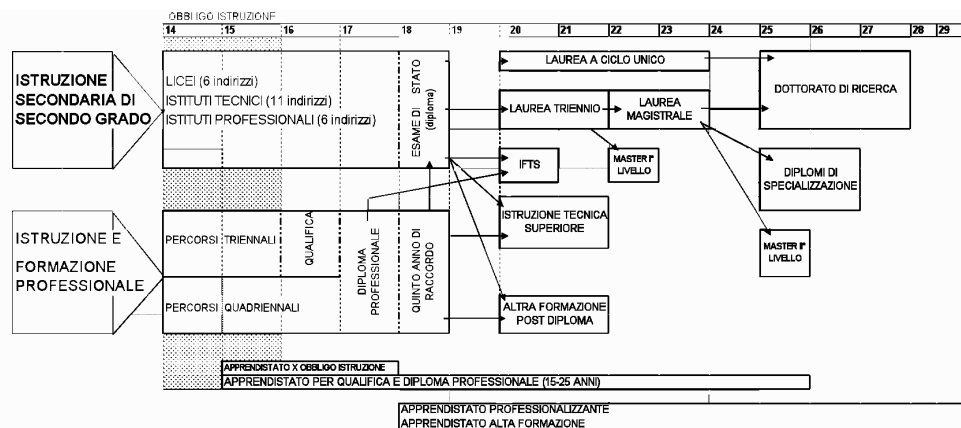 OBBLIGO ISTRUZIONE
14 15 16 17 18 19 20 21 22 23 24 25 26 27 28 29
ISTRUZIONE
SECONDARIA DI
SECONDO GRADO
LICEI (6 indirizzi)
ISTITUTI TECNICI (11 indirizzi)
ISTITUTI PROFESSIONALI (6 indirizzi)
ESAME DI STATO
(diploma)
LAUREA A CICLO UNICO
LAUREA TRIENNIO
LAUREA
MAGISTRALE
DOTTORATO DI RICERCA
IFTS
MASTER I°
LIVELLO
DIPLOMI DI
SPECIALIZZAZIONE
ISTRUZIONE TECNICA
SUPERIORE
MASTER II°
LIVELLO
ALTRA FORMAZIONE
POST DIPLOMA
ISTRUZIONE E
FORMAZIONE
PROFESSIONALE
PERCORSI TRIENNALI
QUALIFICA
DIPLOMA
PROFESSIONALE
QUINTO ANNO DI
RACCORDO
PERCORSI QUADRIENNALI
APPRENDISTATO X OBBLIGO ISTRUZIONE
APPRENDISTATO PER QUALIFICA E DIPLOMA PROFESSIONALE (15-25 ANNI)
APPRENDISTATO PROFESSIONALIZZANTE
APPRENDISTATO ALTA FORMAZIONE